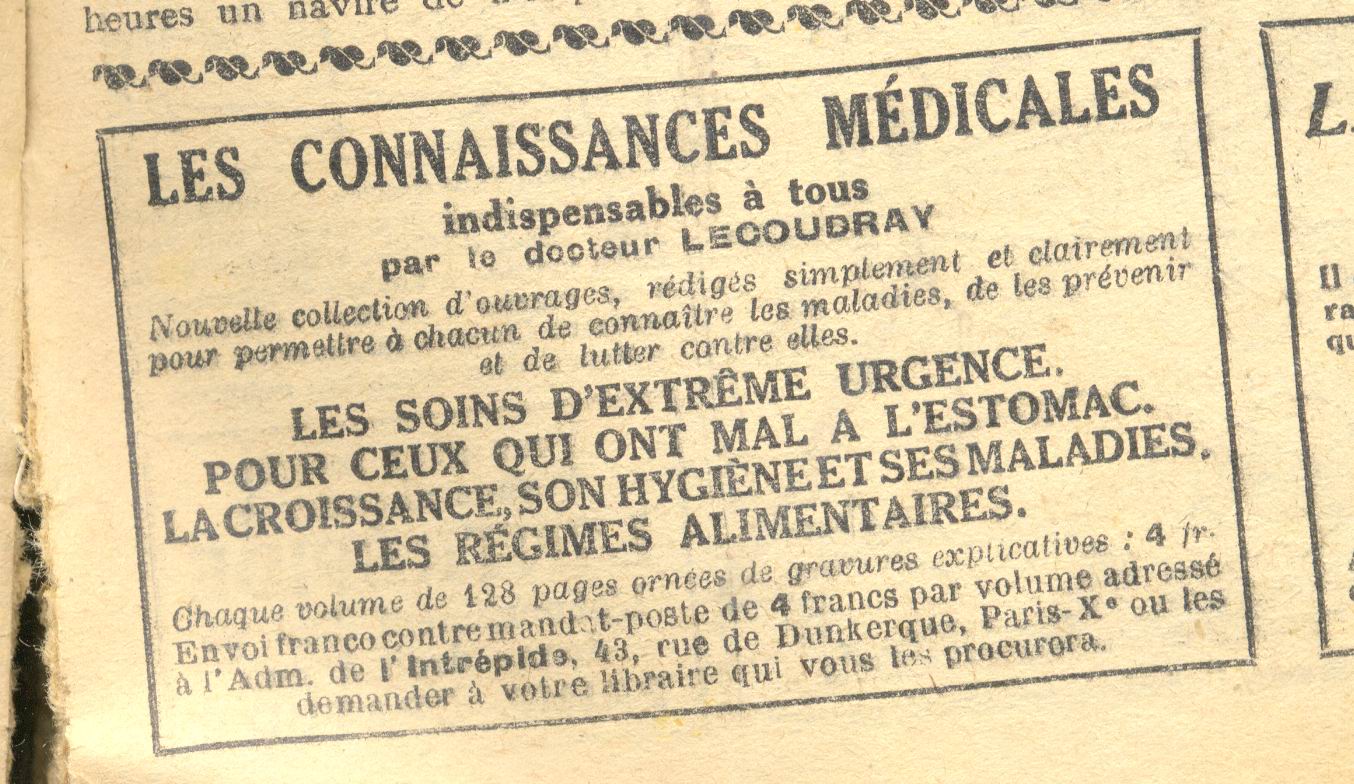 heures un navire de
LES CONNAISSANCES MÉDICALES
indispensables à tous
par le docteur LECOUDRAY
Nouvelle collection d'ouvrages, rédigés simplement et clairement
pour permettre à chacun de connaître les maladies, de les prévenir
et de lutter contre elles.
LES SOINS D'EXTRÊME URGENCE.
POUR CEUX QUI ONT MAL A L'ESTOMAC.
LA CROISSANCE, SON HYGIÈNE ET SES MALADIES.
LES RÉGIMES ALIMENTAIRES.
Chaque volume de 128 pages ornées de gravures explicatives : 4 fr.
Envoi franco contre mandat-poste de 4 francs par volume adressé
à l'Adm. de l'Intrépide, 43, rue de Dunkerque, Paris-Xe ou les
demander à votre libraire qui vous les procurera.
Il